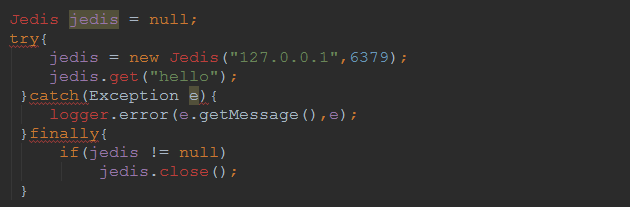 Jedis jedis = null;
try{
    jedis = new Jedis("127.0.0.1",6379);
    jedis.get("hello");
 }catch(Exception e){
    logger.error(e.getMessage(),e);
 }finally{
     if(jedis != null)
         jedis.close();
 }